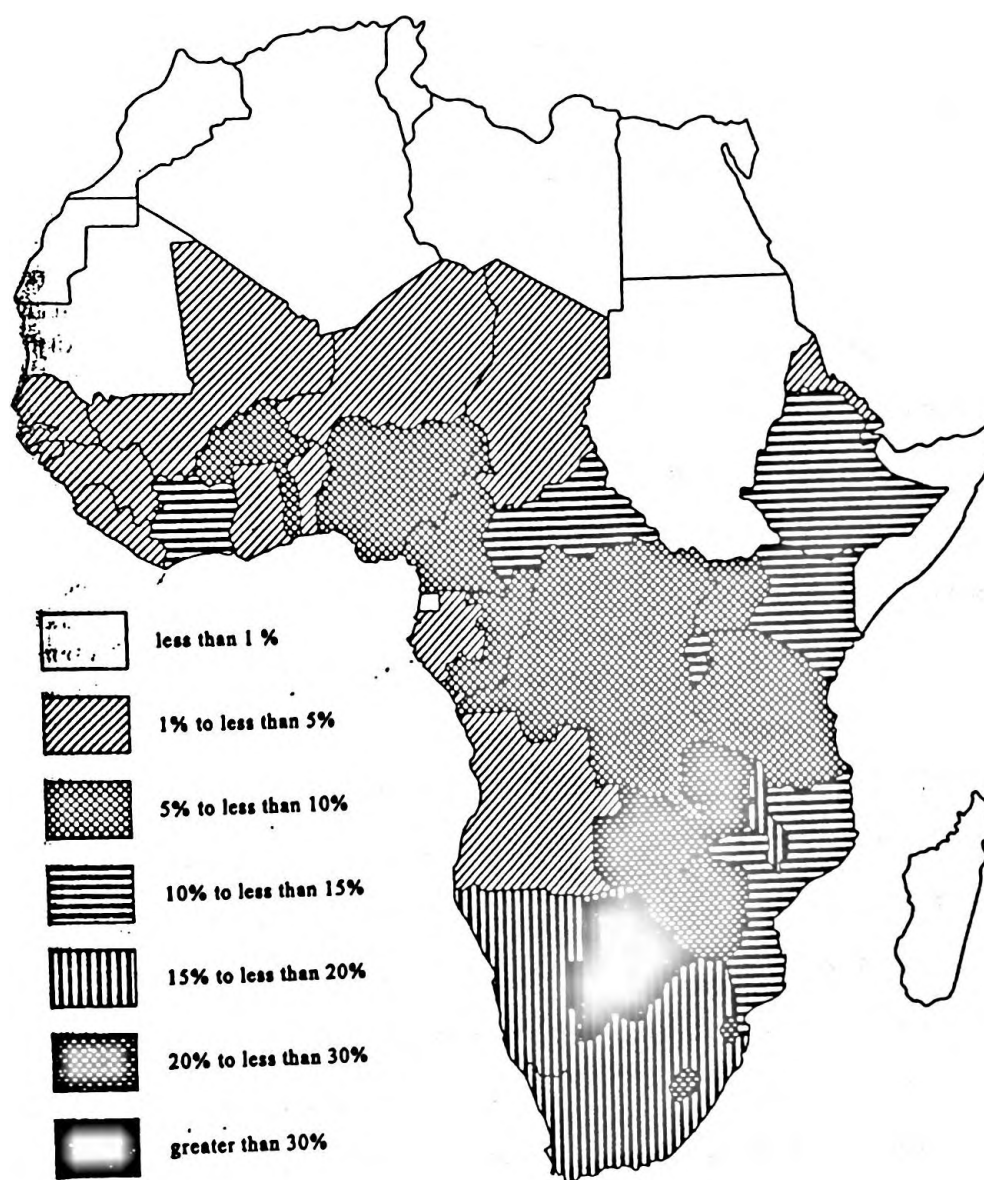 less than 1 %
1% to less than 5%
5% to less than 10%
10% to less than 15%
15% to less than 20%
20% to less than 30%
greater than 30%